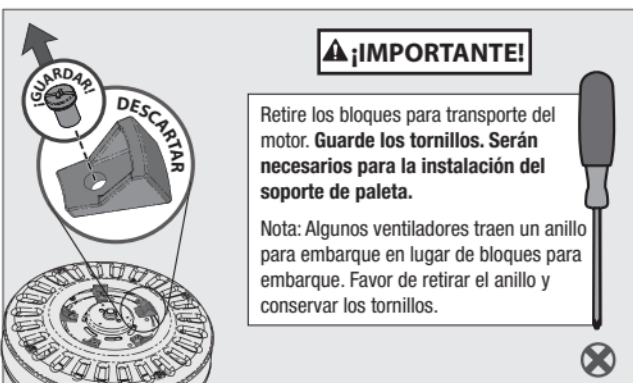 ¡IMPORTANTE!
¡GUARDAR!
DESCARTAR
Retire los bloques para transporte del
motor. Guarde los tornillos. Serán
necesarios para la instalación del
soporte de paleta.
Nota: Algunos ventiladores traen un anillo
para embarque en lugar de bloques para
embarque. Favor de retirar el anillo y
conservar los tornillos.